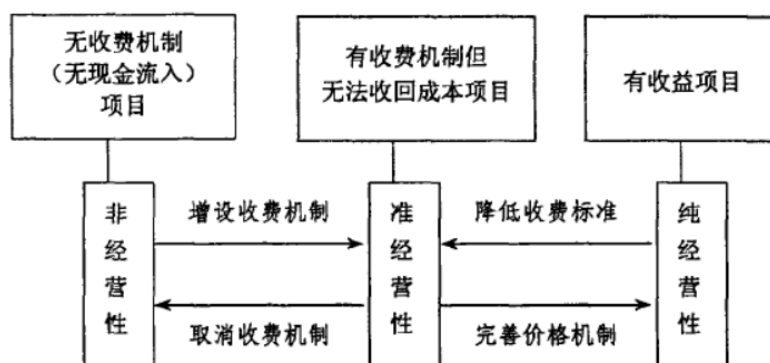 无收费机制
（无现金流入）
项目
有收费机制但
无法收回成本项目
有收益项目
非经营性
增设收费机制
取消收费机制
准经营性
降低收费标准
完善价格机制
纯经营性